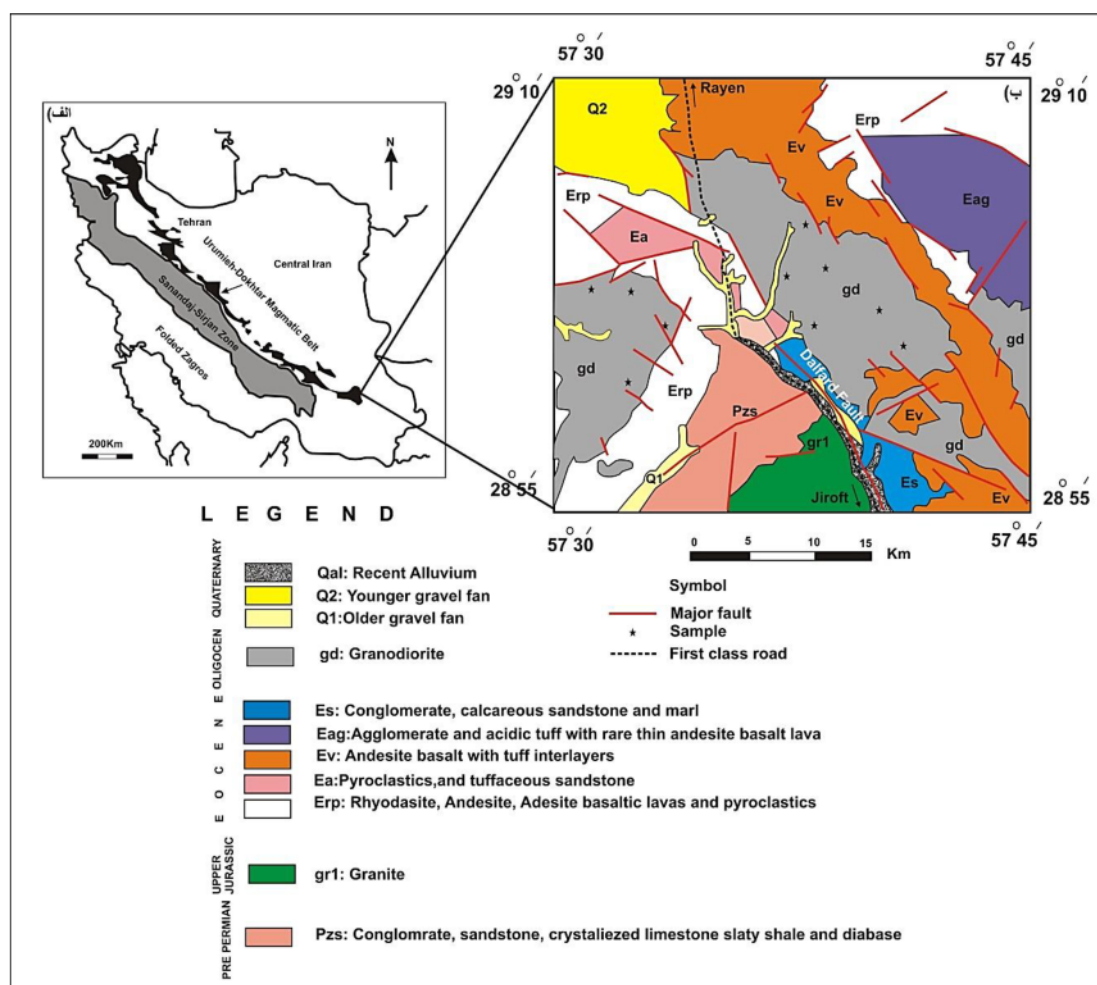 الف)
N
Tehran
Urumieh-Dokhtar Magmatic Belt
Central Iran
Sanandaj-Sirjan Zone
Folded Zagros
200Km
57° 30′
57° 45′
29° 10′
29° 10′
ب)
Rayen
Q2
Erp
Ev
Erp
Ev
Eag
Ea
gd
gd
gd
Erp
Dalfard Fault
Pzs
Ev
gr1
gd
Q1
Es
Jiroft
Ev
28 55
28 55
57 30
57 45
0 5 10 15
Km
L E G E N D
QUATERNARY
Qal: Recent Alluvium
Q2: Younger gravel fan
Q1:Older gravel fan
OLIGOCEN
gd: Granodiorite
E O C E N E
Es: Conglomerate, calcareous sandstone and marl
Eag:Agglomerate and acidic tuff with rare thin andesite basalt lava
Ev: Andesite basalt with tuff interlayers
Ea:Pyroclastics,and tuffaceous sandstone
Erp: Rhyodasite, Andesite, Adesite basaltic lavas and pyroclastics
UPPER
JURASSIC
gr1: Granite
PRE PERMIAN
Pzs: Conglomrate, sandstone, crystaliezed limestone slaty shale and diabase
Symbol
Major fault
Sample
First class road